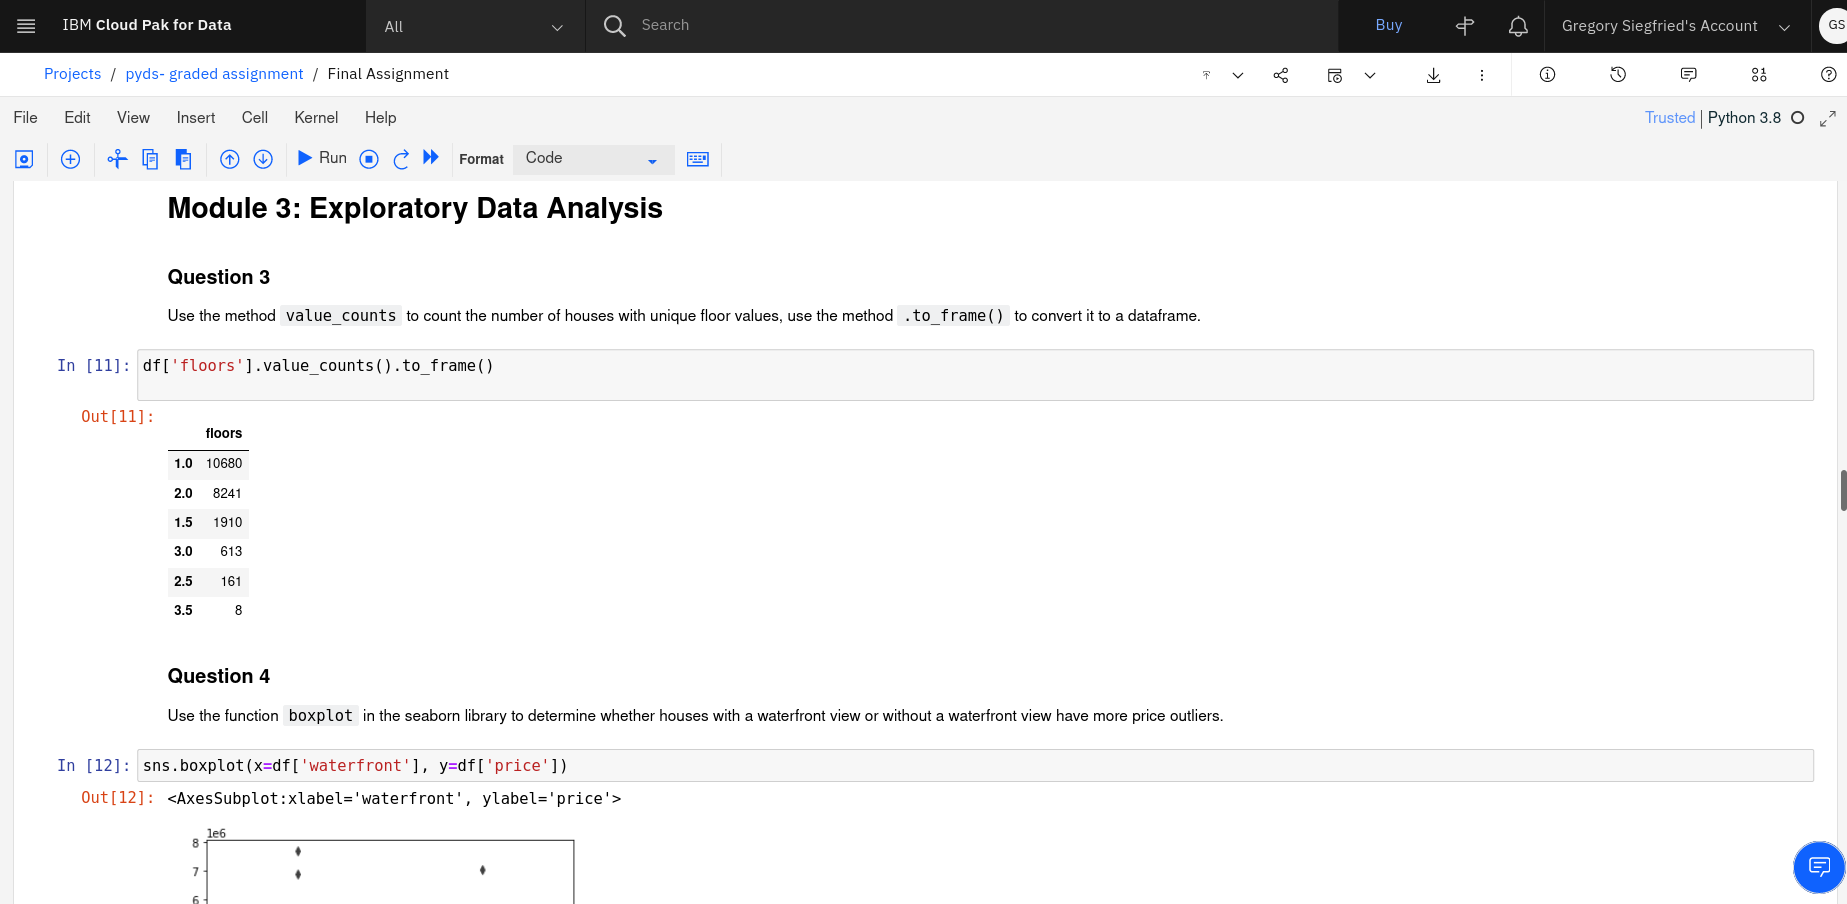 IBM Cloud Pak for Data
All
Search
Buy
Gregory Siegfried's Account
GS
Projects / pyds- graded assignment / Final Assignment
File Edit View Insert Cell Kernel Help
Trusted | Python 3.8
Run
Format
Code
Module 3: Exploratory Data Analysis
Question 3
Use the method value_counts to count the number of houses with unique floor values, use the method .to_frame() to convert it to a dataframe.
In [11]: df['floors'].value_counts().to_frame()
Out[11]:
floors
1.0 10680
2.0 8241
1.5 1910
3.0 613
2.5 161
3.5 8
Question 4
Use the function boxplot in the seaborn library to determine whether houses with a waterfront view or without a waterfront view have more price outliers.
In [12]: sns.boxplot(x=df['waterfront'], y=df['price'])
Out[12]: <AxesSubplot:xlabel='waterfront', ylabel='price'>
1e6
8
7
6